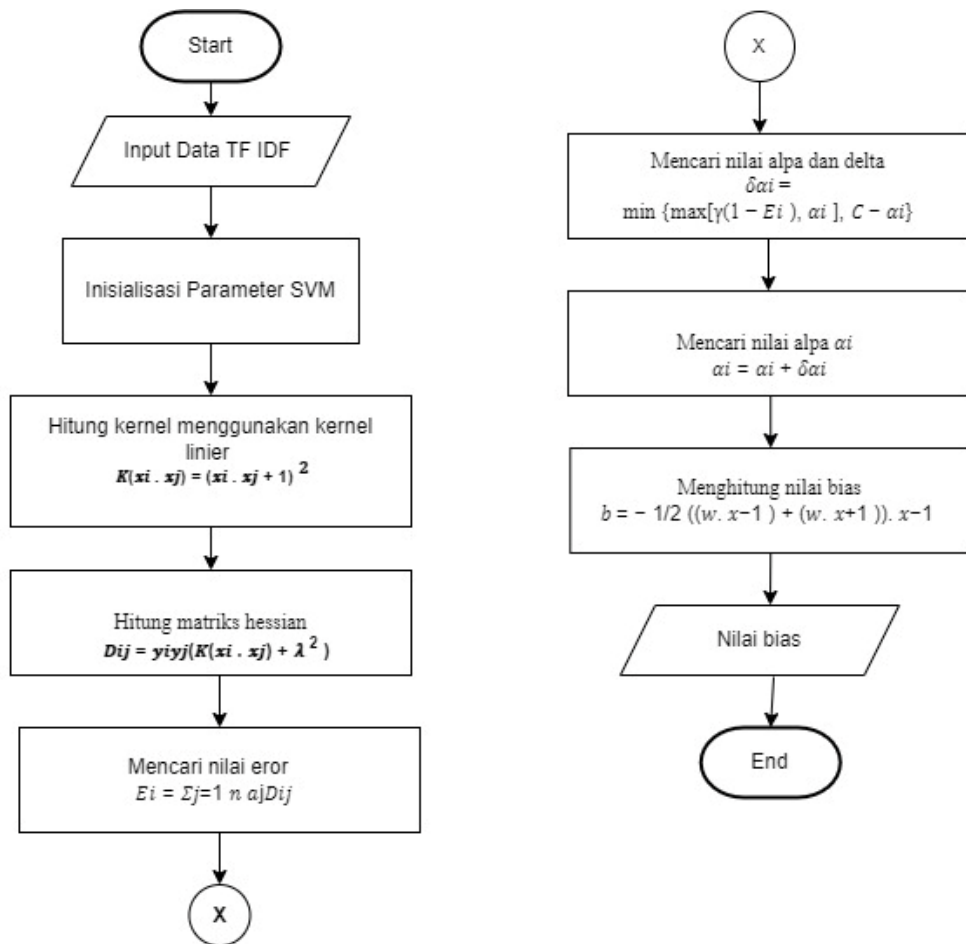 Start
Input Data TF IDF
Inisialisasi Parameter SVM
Hitung kernel menggunakan kernel
linier
K(xi . xj) = (xi . xj + 1) ²
Hitung matriks hessian
Dij = yiyj(K(xi . xj) + λ ² )
Mencari nilai eror
Ei = Σj=1 n ajDij
X
X
Mencari nilai alpa dan delta
δαi =
min {max[γ(1 − Ei ), αi ], C − αi}
Mencari nilai alpa αi
αi = αi + δαi
Menghitung nilai bias
b = − 1/2 ((w. x−1 ) + (w. x+1 )). x−1
Nilai bias
End